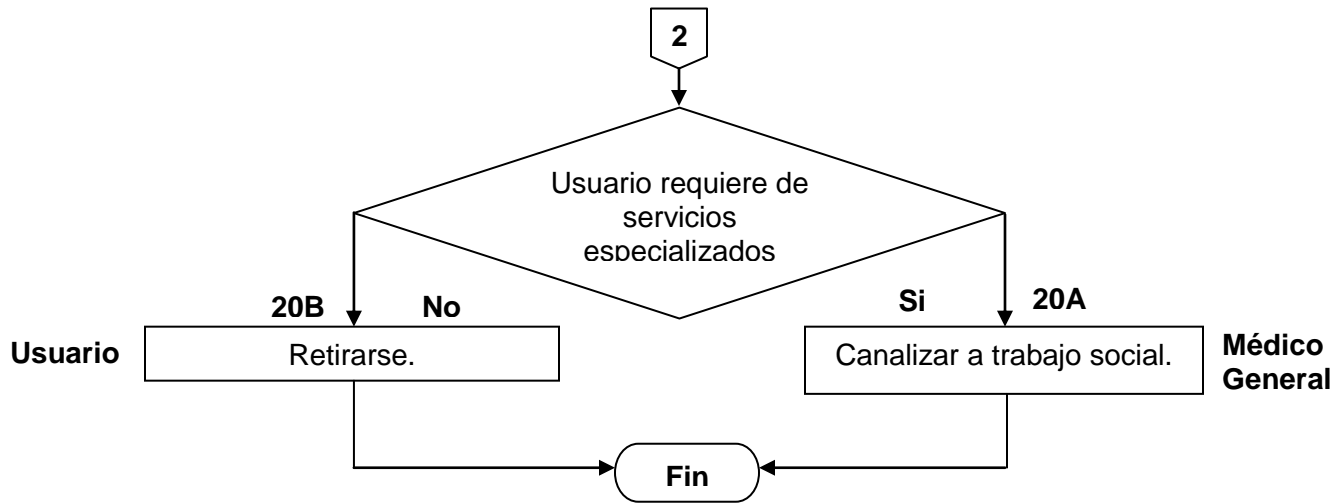 2
Usuario requiere de
servicios
especializados
20B No
Si 20A
Usuario
Retirarse.
Canalizar a trabajo social.
Médico
General
Fin